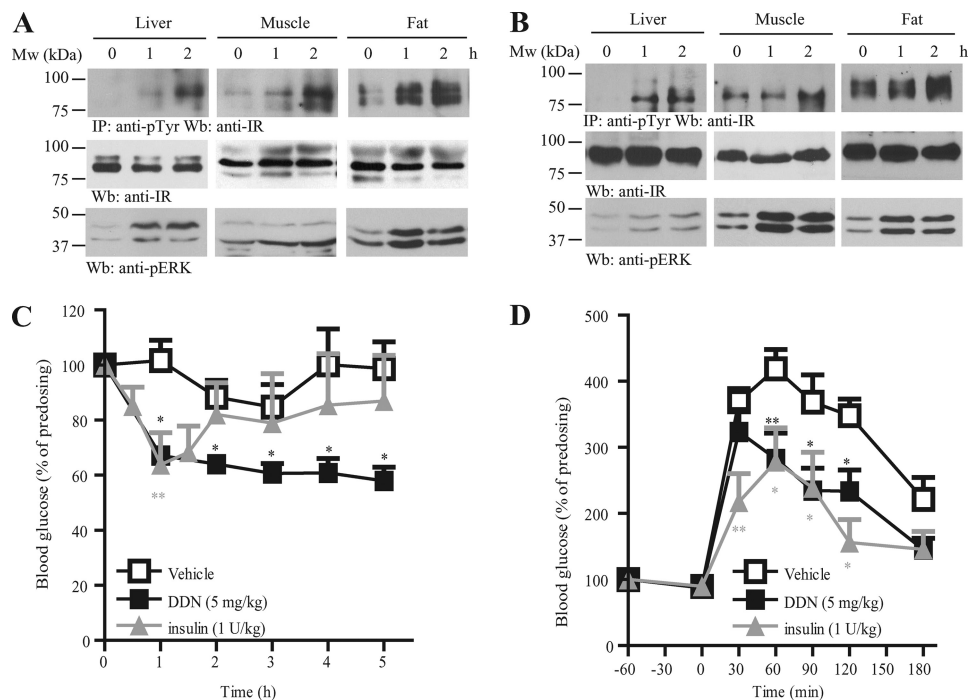 A
Liver Muscle Fat
Mw (kDa) 0 1 2 0 1 2 0 1 2 h
100
75
IP: anti-pTyr Wb: anti-IR
100
75
Wb: anti-IR
50
37
Wb: anti-pERK
B
Liver Muscle Fat
Mw (kDa) 0 1 2 0 1 2 0 1 2 h
100
75
IP: anti-pTyr Wb: anti-IR
100
75
Wb: anti-IR
50
37
Wb: anti-pERK
C
Blood glucose (% of predosing)
120
100
80
60
40
20
0
* * * * *
**
Vehicle
DDN (5 mg/kg)
insulin (1 U/kg)
0 1 2 3 4 5
Time (h)
D
Blood glucose (% of predosing)
500
400
300
200
100
0
** * *
** * * *
Vehicle
DDN (5 mg/kg)
insulin (1 U/kg)
-60 -30 0 30 60 90 120 150 180
Time (min)